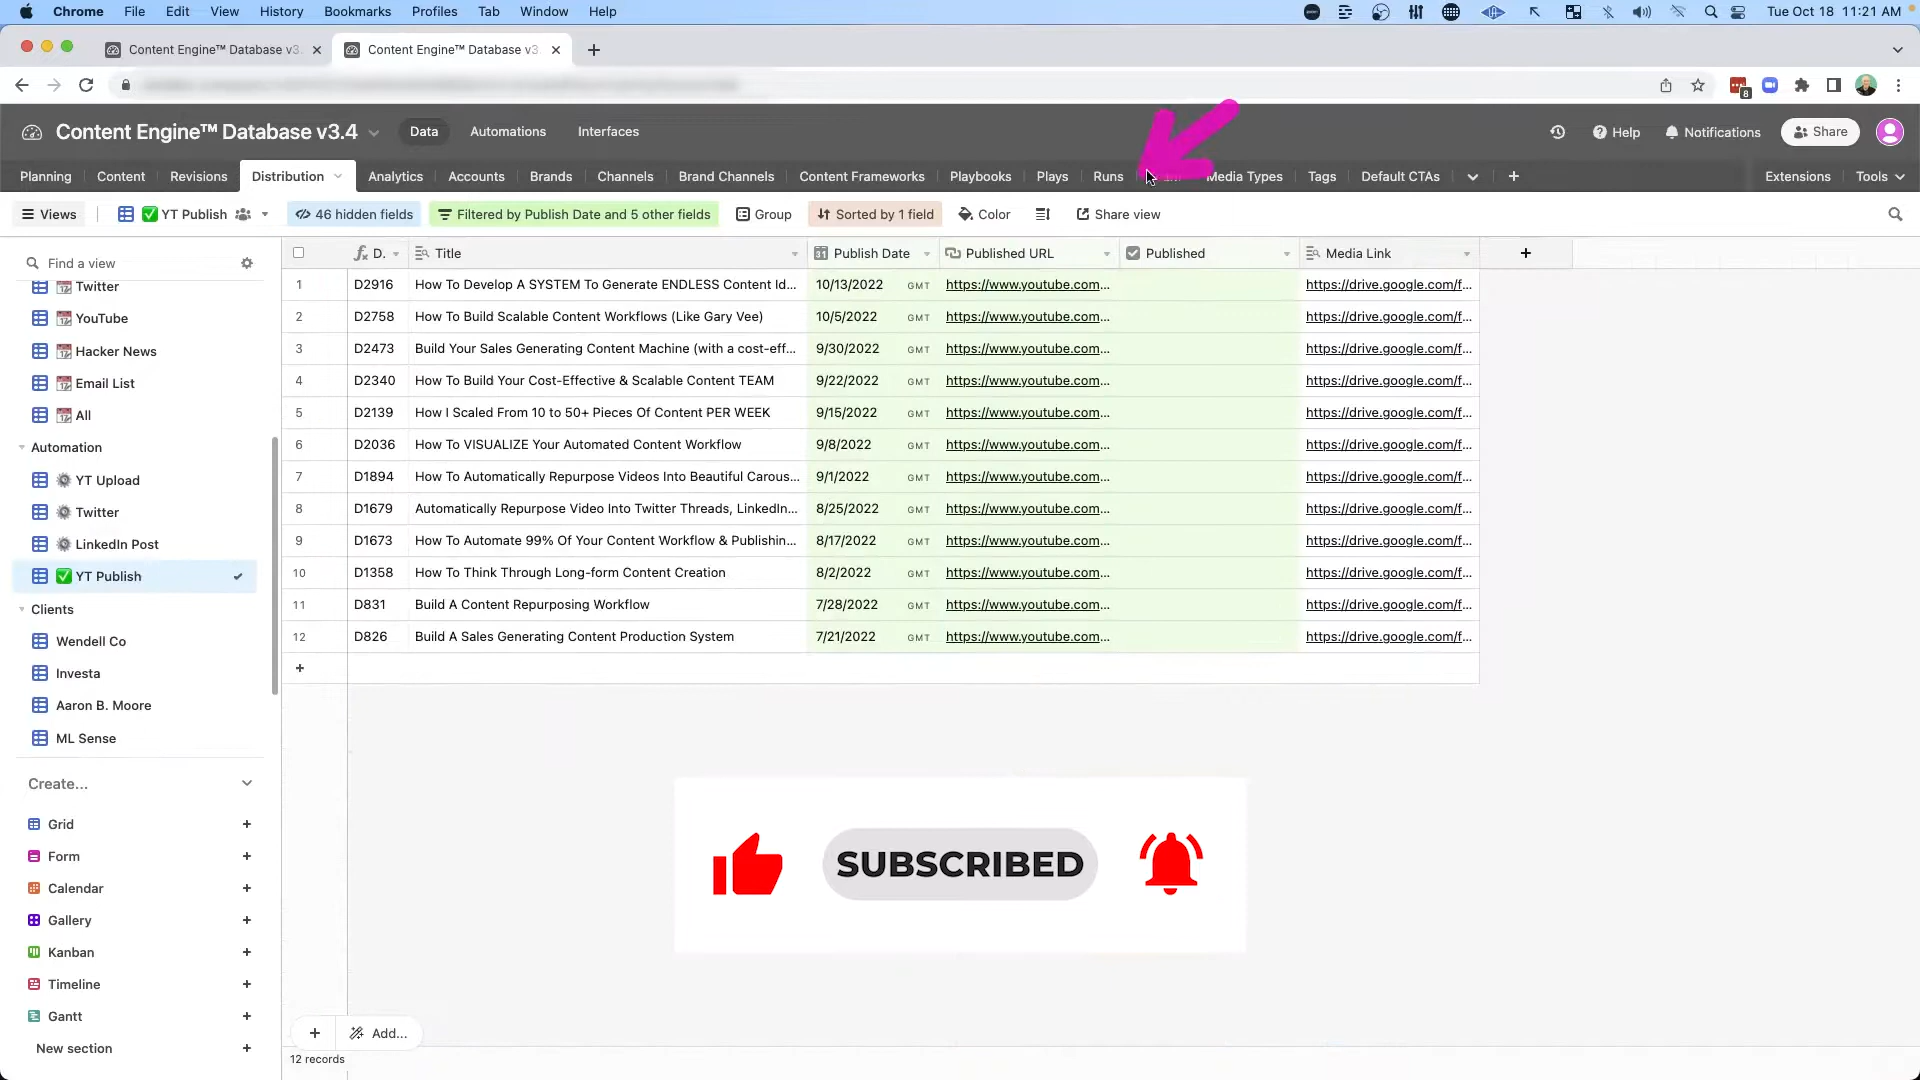 Chrome File Edit View History Bookmarks Profiles Tab Window Help Tue Oct 18 11:21 AM
Content Engine™ Database v3. Content Engine™ Database v3
8
Content Engine™ Database v3.4 Data Automations Interfaces Help Notifications Share
Planning Content Revisions Distribution Analytics Accounts Brands Channels Brand Channels Content Frameworks Playbooks Plays Runs Media Types Tags Default CTAs Extensions Tools
Views YT Publish 46 hidden fields Filtered by Publish Date and 5 other fields Group Sorted by 1 field Color Share view
Find a view
Twitter
YouTube
Hacker News
Email List
All
Automation
YT Upload
Twitter
LinkedIn Post
YT Publish
Clients
Wendell Co
Investa
Aaron B. Moore
ML Sense
Create...
Grid
Form
Calendar
Gallery
Kanban
Timeline
Gantt
New section
D. Title Publish Date Published URL Published Media Link
1 D2916 How To Develop A SYSTEM To Generate ENDLESS Content Id... 10/13/2022 GMT https://www.youtube.com... https://drive.google.com/f...
2 D2758 How To Build Scalable Content Workflows (Like Gary Vee) 10/5/2022 GMT https://www.youtube.com... https://drive.google.com/f...
3 D2473 Build Your Sales Generating Content Machine (with a cost-eff... 9/30/2022 GMT https://www.youtube.com... https://drive.google.com/f...
4 D2340 How To Build Your Cost-Effective & Scalable Content TEAM 9/22/2022 GMT https://www.youtube.com... https://drive.google.com/f...
5 D2139 How I Scaled From 10 to 50+ Pieces Of Content PER WEEK 9/15/2022 GMT https://www.youtube.com... https://drive.google.com/f...
6 D2036 How To VISUALIZE Your Automated Content Workflow 9/8/2022 GMT https://www.youtube.com... https://drive.google.com/f...
7 D1894 How To Automatically Repurpose Videos Into Beautiful Carous... 9/1/2022 GMT https://www.youtube.com... https://drive.google.com/f...
8 D1679 Automatically Repurpose Video Into Twitter Threads, LinkedIn... 8/25/2022 GMT https://www.youtube.com... https://drive.google.com/f...
9 D1673 How To Automate 99% Of Your Content Workflow & Publishin... 8/17/2022 GMT https://www.youtube.com... https://drive.google.com/f...
10 D1358 How To Think Through Long-form Content Creation 8/2/2022 GMT https://www.youtube.com... https://drive.google.com/f...
11 D831 Build A Content Repurposing Workflow 7/28/2022 GMT https://www.youtube.com... https://drive.google.com/f...
12 D826 Build A Sales Generating Content Production System 7/21/2022 GMT https://www.youtube.com... https://drive.google.com/f...
SUBSCRIBED
Add...
12 records